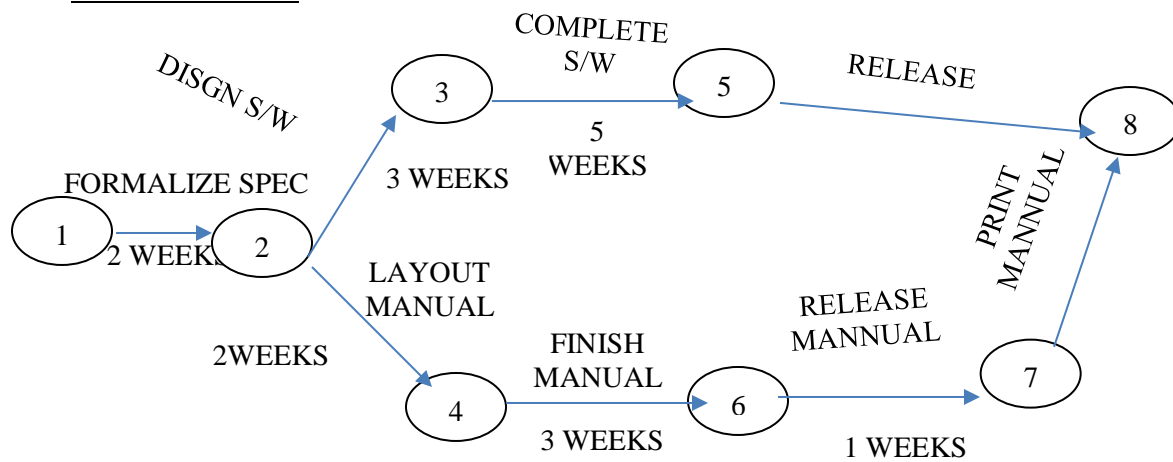 DISGN S/W
COMPLETE
S/W
RELEASE
3
5
8
5
WEEKS
3 WEEKS
FORMALIZE SPEC
1
2 WEEKS
2
PRINT
MANNUAL
LAYOUT
MANUAL
2WEEKS
RELEASE
MANNUAL
FINISH
MANUAL
4
6
7
3 WEEKS
1 WEEKS